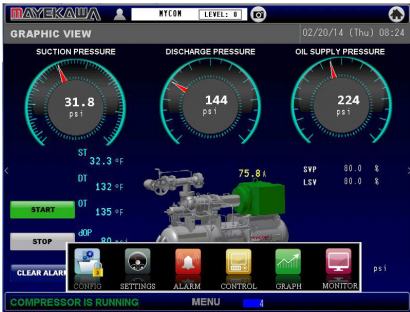 MAYEKAWA MYCOM LEVEL: 0
GRAPHIC VIEW 02/20/14 (Thu) 08:24
SUCTION PRESSURE DISCHARGE PRESSURE OIL SUPPLY PRESSURE
31.8 144 224
psi psi psi
ST
32.3 °F
DT 75.8 A SVP 80.0 %
132 °F LSV 80.0 %
OT
START 135 °F
dOP
STOP 80 psi
CLEAR ALARM psi
CONFIG SETTINGS ALARM CONTROL GRAPH MONITOR
COMPRESSOR IS RUNNING MENU 4